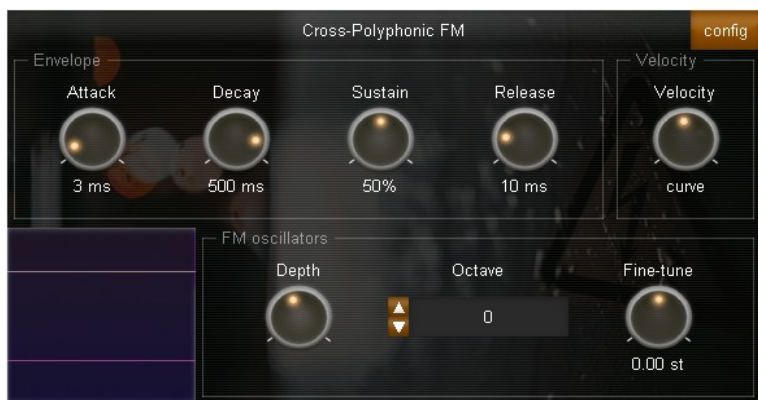 Cross-Polyphonic FM
config
Envelope
Velocity
Attack
Decay
Sustain
Release
Velocity
3 ms
500 ms
50%
10 ms
curve
FM oscillators
Depth
Octave
Fine-tune
0
0.00 st